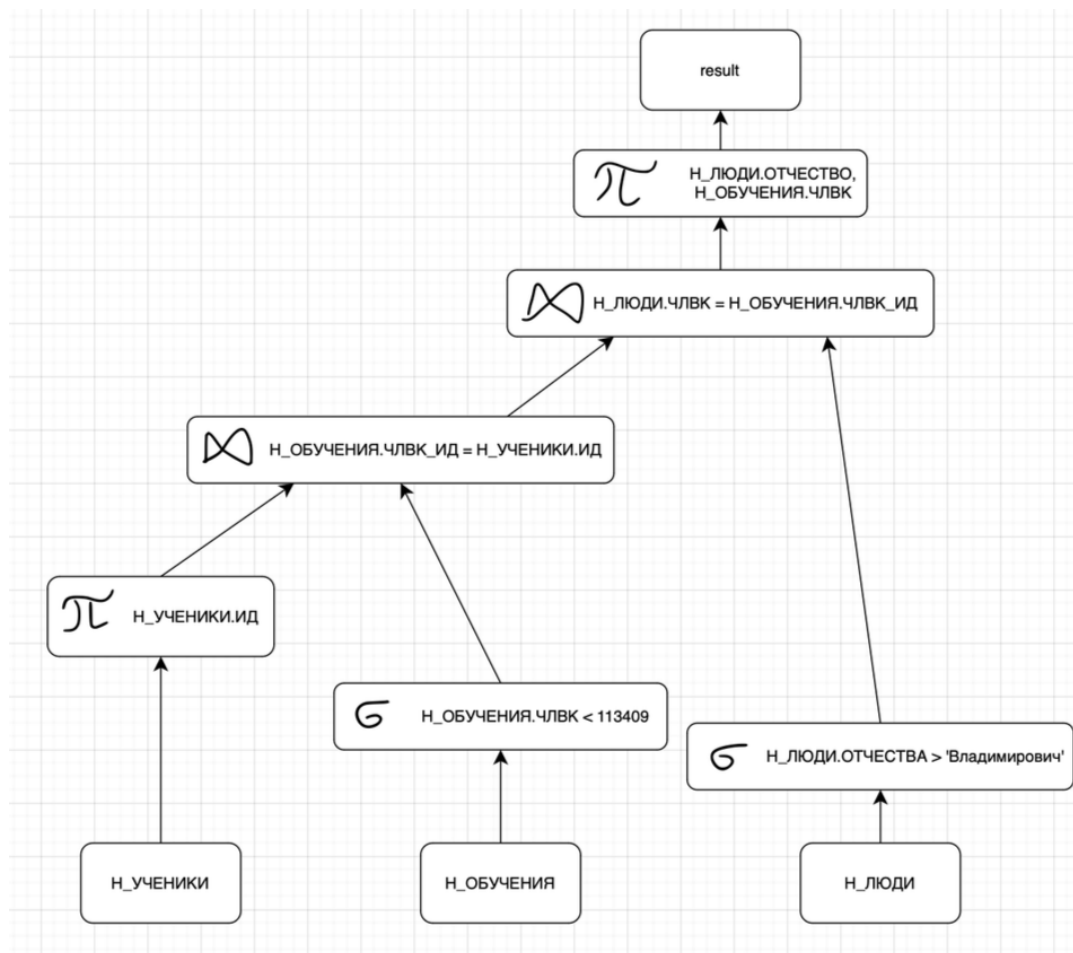 result
π Н_ЛЮДИ.ОТЧЕСТВО,
Н_ОБУЧЕНИЯ.ЧЛВК
⋈ Н_ЛЮДИ.ЧЛВК = Н_ОБУЧЕНИЯ.ЧЛВК_ИД
⋈ Н_ОБУЧЕНИЯ.ЧЛВК_ИД = Н_УЧЕНИКИ.ИД
π Н_УЧЕНИКИ.ИД
σ Н_ОБУЧЕНИЯ.ЧЛВК < 113409
σ Н_ЛЮДИ.ОТЧЕСТВА > 'Владимирович'
Н_УЧЕНИКИ
Н_ОБУЧЕНИЯ
Н_ЛЮДИ